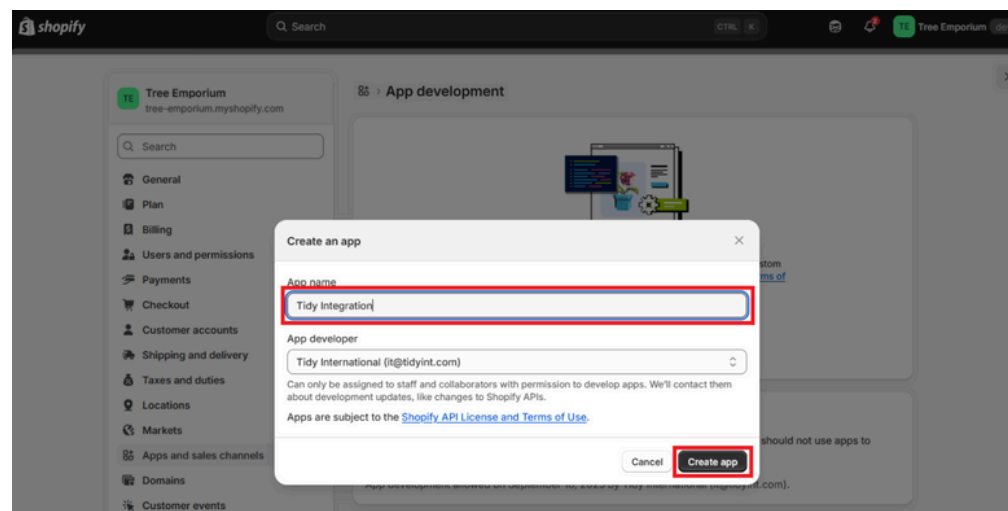 shopify
Search
CTRL K
TE Tree Emporium
TE
Tree Emporium
tree-emporium.myshopify.com
App development
Search
General
Plan
Billing
Users and permissions
Payments
Checkout
Customer accounts
Shipping and delivery
Taxes and duties
Locations
Markets
Apps and sales channels
Domains
Customer events
Create an app
App name
Tidy Integration
App developer
Tidy International (it@tidyint.com)
Can only be assigned to staff and collaborators with permission to develop apps. We'll contact them
about development updates, like changes to Shopify APIs.
Apps are subject to the Shopify API License and Terms of Use.
Cancel
Create app
stom
ms of
should not use apps to